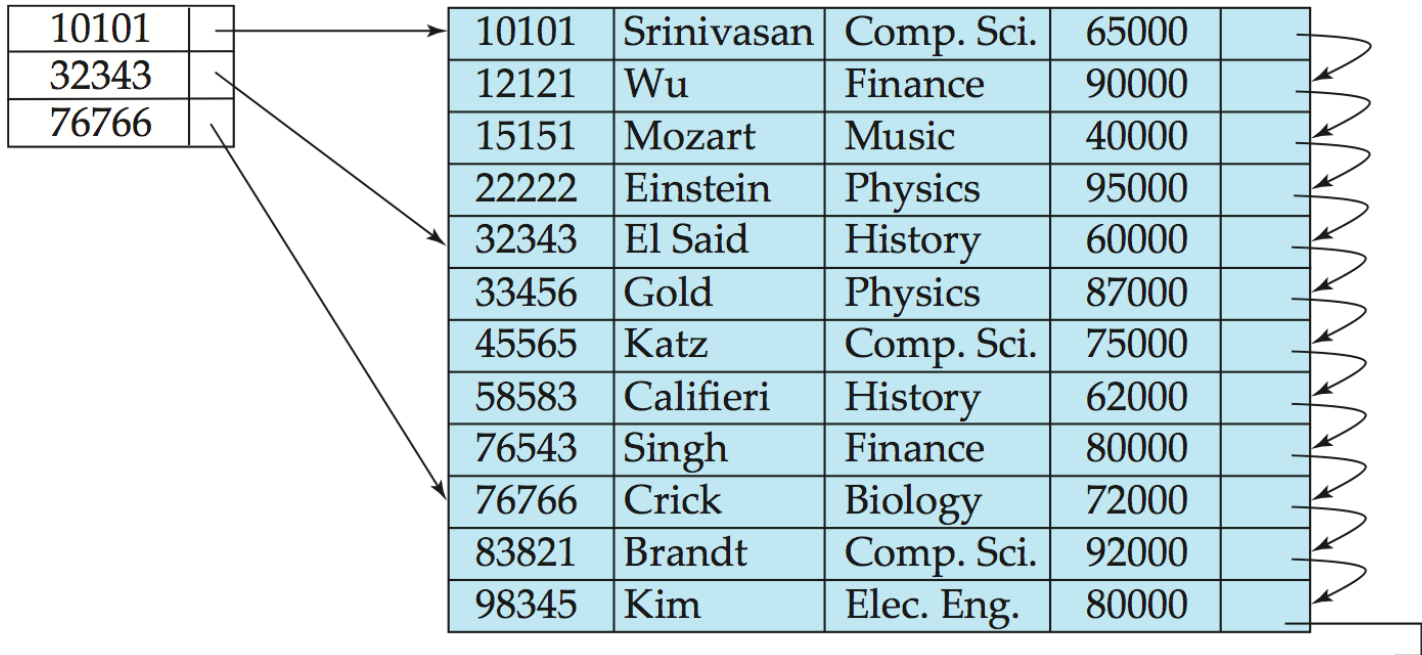 10101
32343
76766
10101 Srinivasan Comp. Sci. 65000
12121 Wu Finance 90000
15151 Mozart Music 40000
22222 Einstein Physics 95000
32343 El Said History 60000
33456 Gold Physics 87000
45565 Katz Comp. Sci. 75000
58583 Califieri History 62000
76543 Singh Finance 80000
76766 Crick Biology 72000
83821 Brandt Comp. Sci. 92000
98345 Kim Elec. Eng. 80000